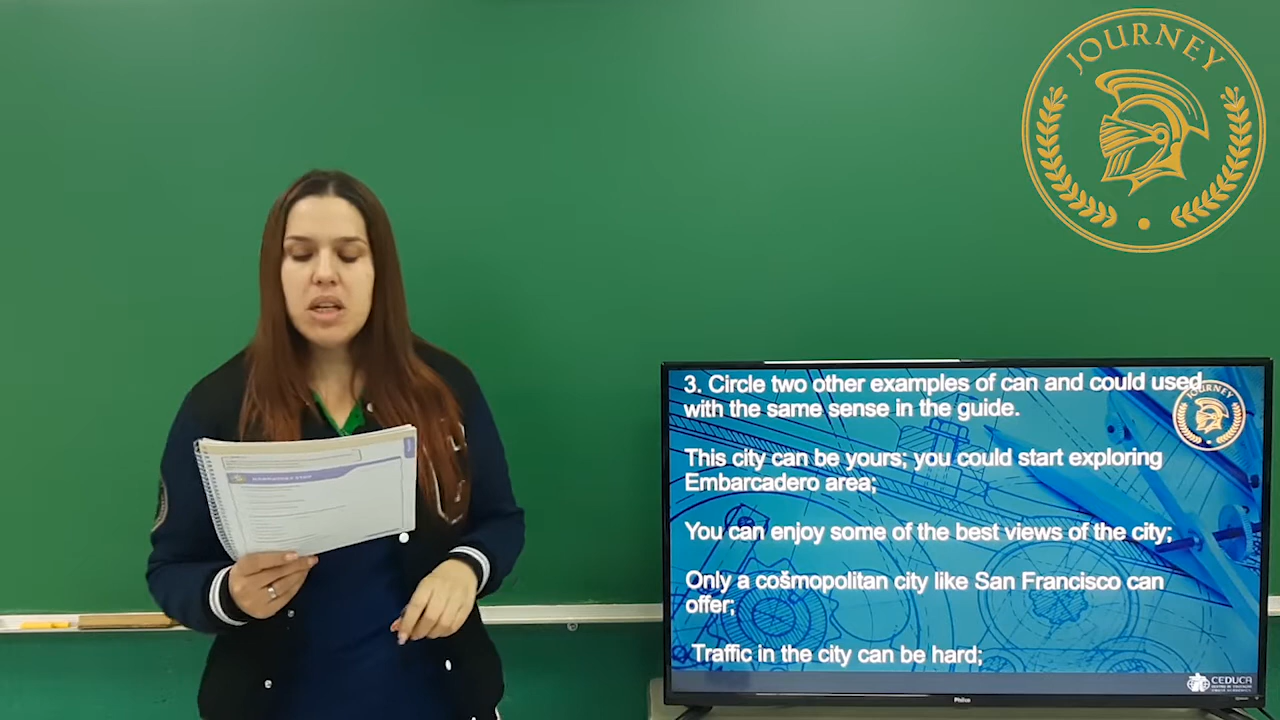 JOURNEY
3. Circle two other examples of can and could used
with the same sense in the guide.
JOURNEY
This city can be yours; you could start exploring
Embarcadero area;
You can enjoy some of the best views of the city;
Only a cosmopolitan city like San Francisco can
offer;
Traffic in the city can be hard;
CEDUCA
Philco